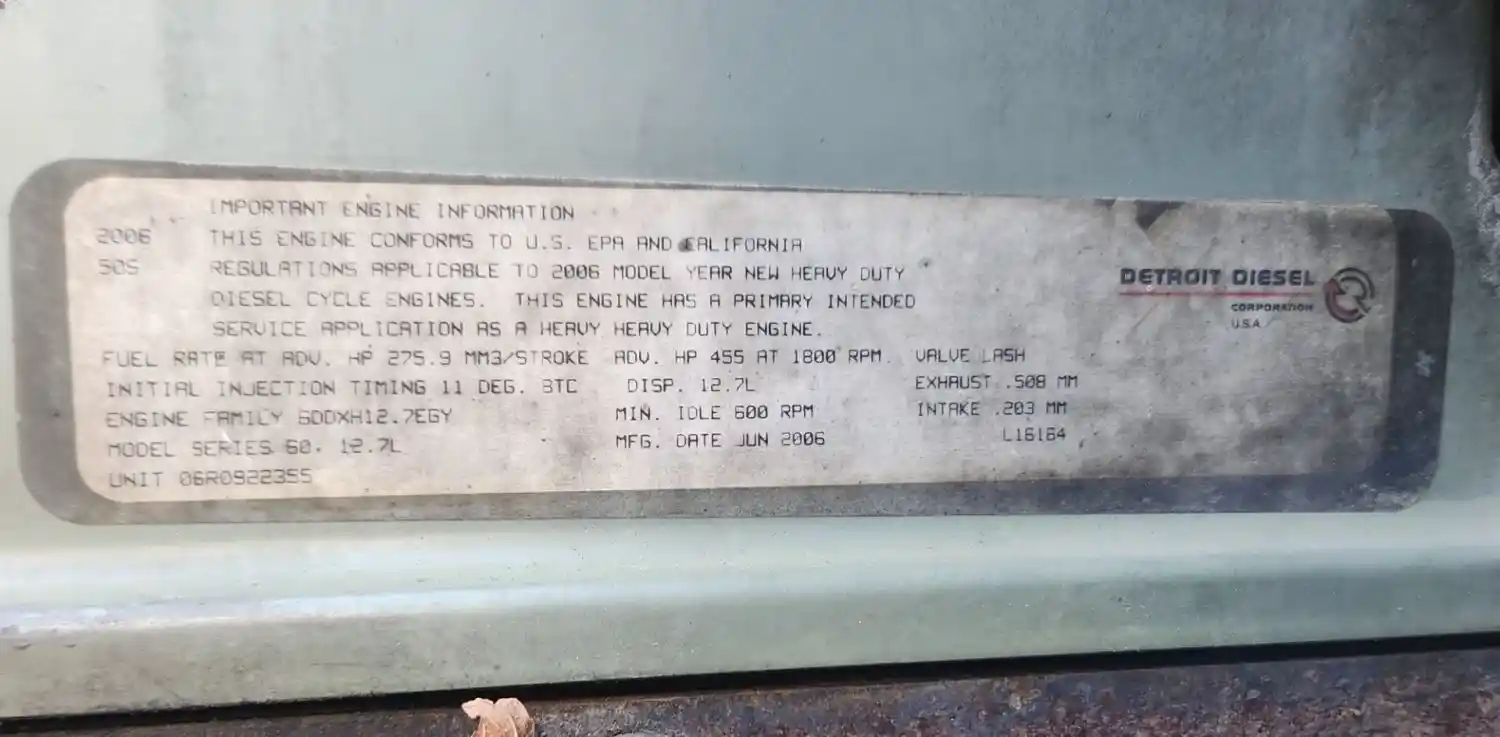 IMPORTANT ENGINE INFORMATION
2006 THIS ENGINE CONFORMS TO U.S. EPA AND CALIFORNIA
50S REGULATIONS APPLICABLE TO 2006 MODEL YEAR NEW HEAVY DUTY
DIESEL CYCLE ENGINES. THIS ENGINE HAS A PRIMARY INTENDED
SERVICE APPLICATION AS A HEAVY HEAVY DUTY ENGINE.
FUEL RATE AT ADV. HP 275.9 MM3/STROKE ADV. HP 455 AT 1800 RPM. VALVE LASH
INITIAL INJECTION TIMING 11 DEG. BTC DISP. 12.7L EXHAUST .508 MM
ENGINE FAMILY 6DDXH12.7EGY MIN. IDLE 600 RPM INTAKE .203 MM
MODEL SERIES 60, 12.7L MFG. DATE JUN 2006 L16164
UNIT 06R0922355
DETROIT DIESEL
CORPORATION
U.S.A